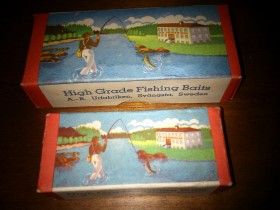 High Grade Fishing Baits
A.-B. Urfabriken, Svängsta, Sweden